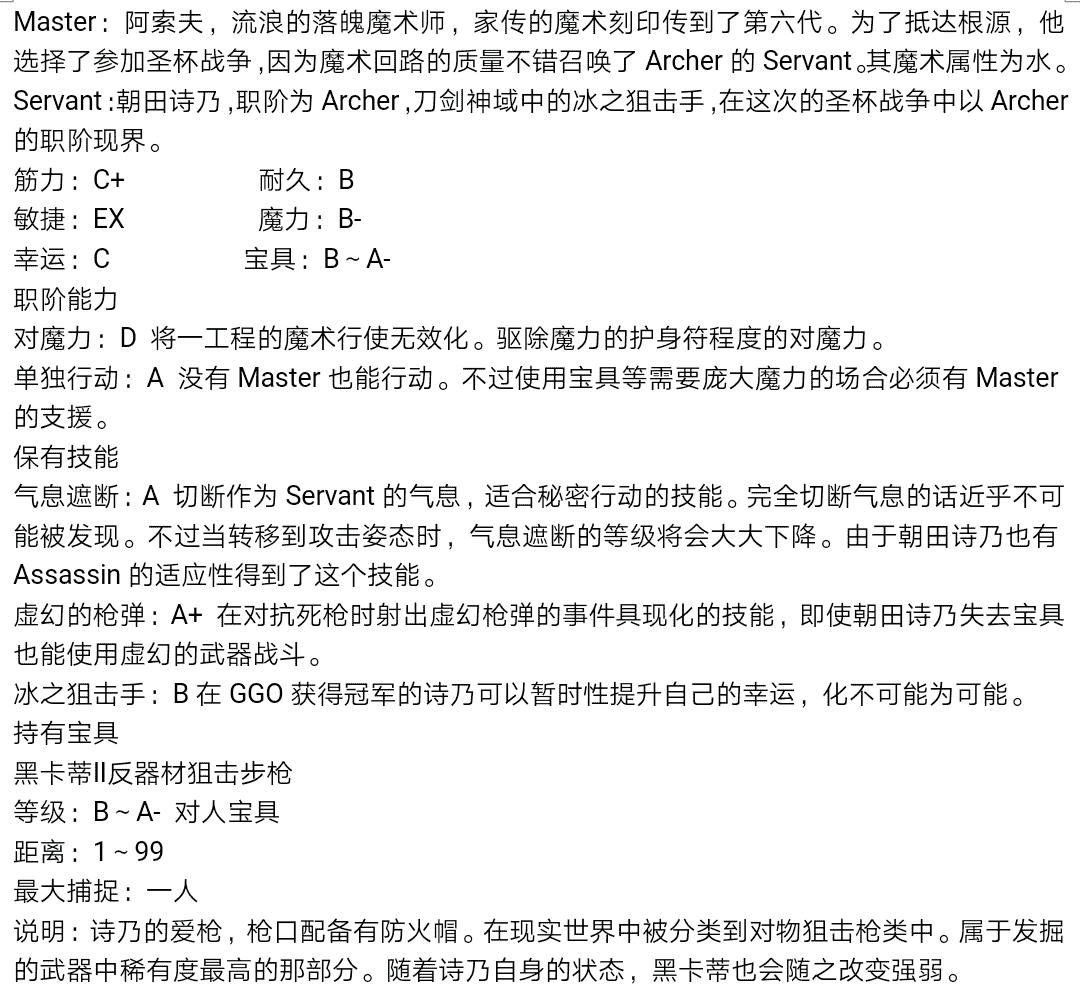 Master：阿索夫，流浪的落魄魔术师，家传的魔术刻印传到了第六代。为了抵达根源，他
选择了参加圣杯战争,因为魔术回路的质量不错召唤了 Archer 的 Servant。其魔术属性为水。
Servant:朝田诗乃,职阶为 Archer,刀剑神域中的冰之狙击手,在这次的圣杯战争中以 Archer
的职阶现界。
筋力：C+ 耐久：B
敏捷：EX 魔力：B-
幸运：C 宝具：B～A-
职阶能力
对魔力：D 将一工程的魔术行使无效化。驱除魔力的护身符程度的对魔力。
单独行动：A 没有 Master 也能行动。不过使用宝具等需要庞大魔力的场合必须有 Master
的支援。
保有技能
气息遮断：A 切断作为 Servant 的气息，适合秘密行动的技能。完全切断气息的话近乎不可
能被发现。不过当转移到攻击姿态时，气息遮断的等级将会大大下降。由于朝田诗乃也有
Assassin 的适应性得到了这个技能。
虚幻的枪弹：A+ 在对抗死枪时射出虚幻枪弹的事件具现化的技能，即使朝田诗乃失去宝具
也能使用虚幻的武器战斗。
冰之狙击手：B 在 GGO 获得冠军的诗乃可以暂时性提升自己的幸运，化不可能为可能。
持有宝具
黑卡蒂II反器材狙击步枪
等级：B～A- 对人宝具
距离：1～99
最大捕捉：一人
说明：诗乃的爱枪，枪口配备有防火帽。在现实世界中被分类到对物狙击枪类中。属于发掘
的武器中稀有度最高的那部分。随着诗乃自身的状态，黑卡蒂也会随之改变强弱。